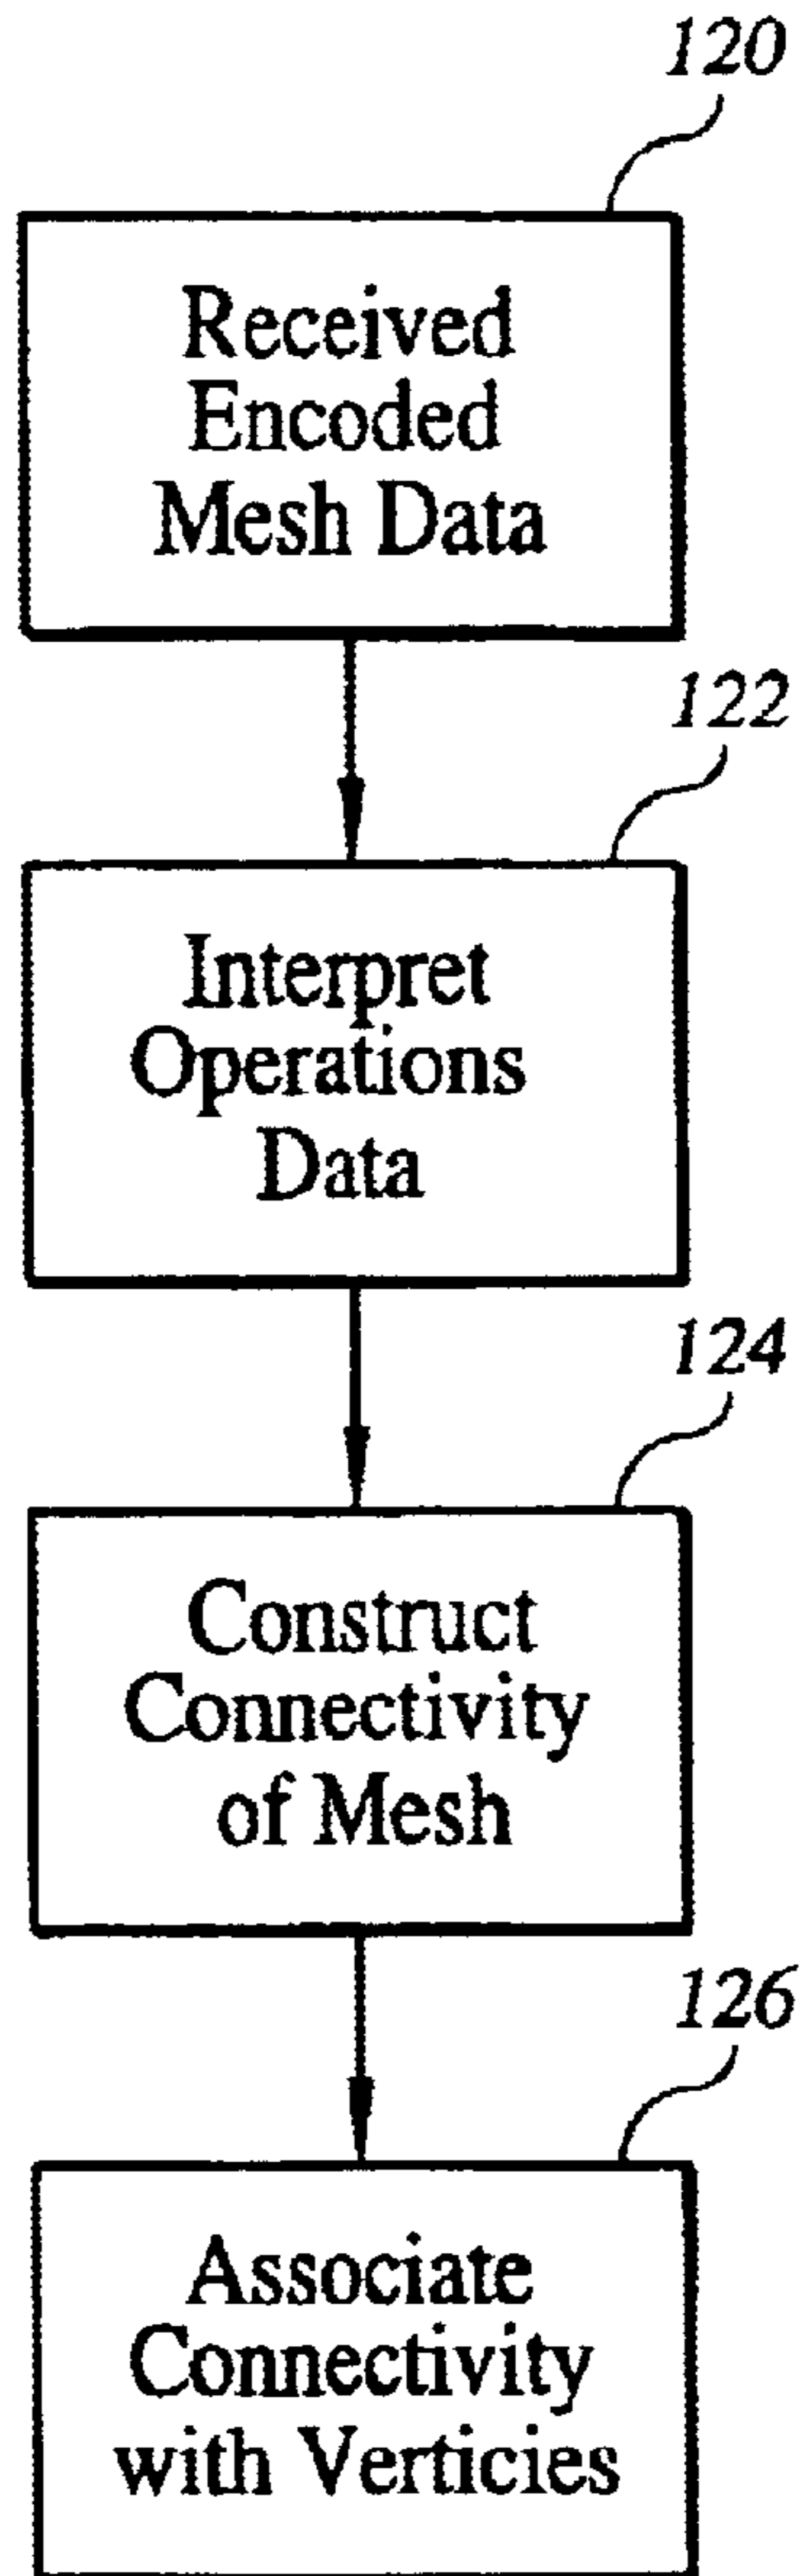 120
Received
Encoded
Mesh Data
122
Interpret
Operations
Data
124
Construct
Connectivity
of Mesh
126
Associate
Connectivity
with Verticies